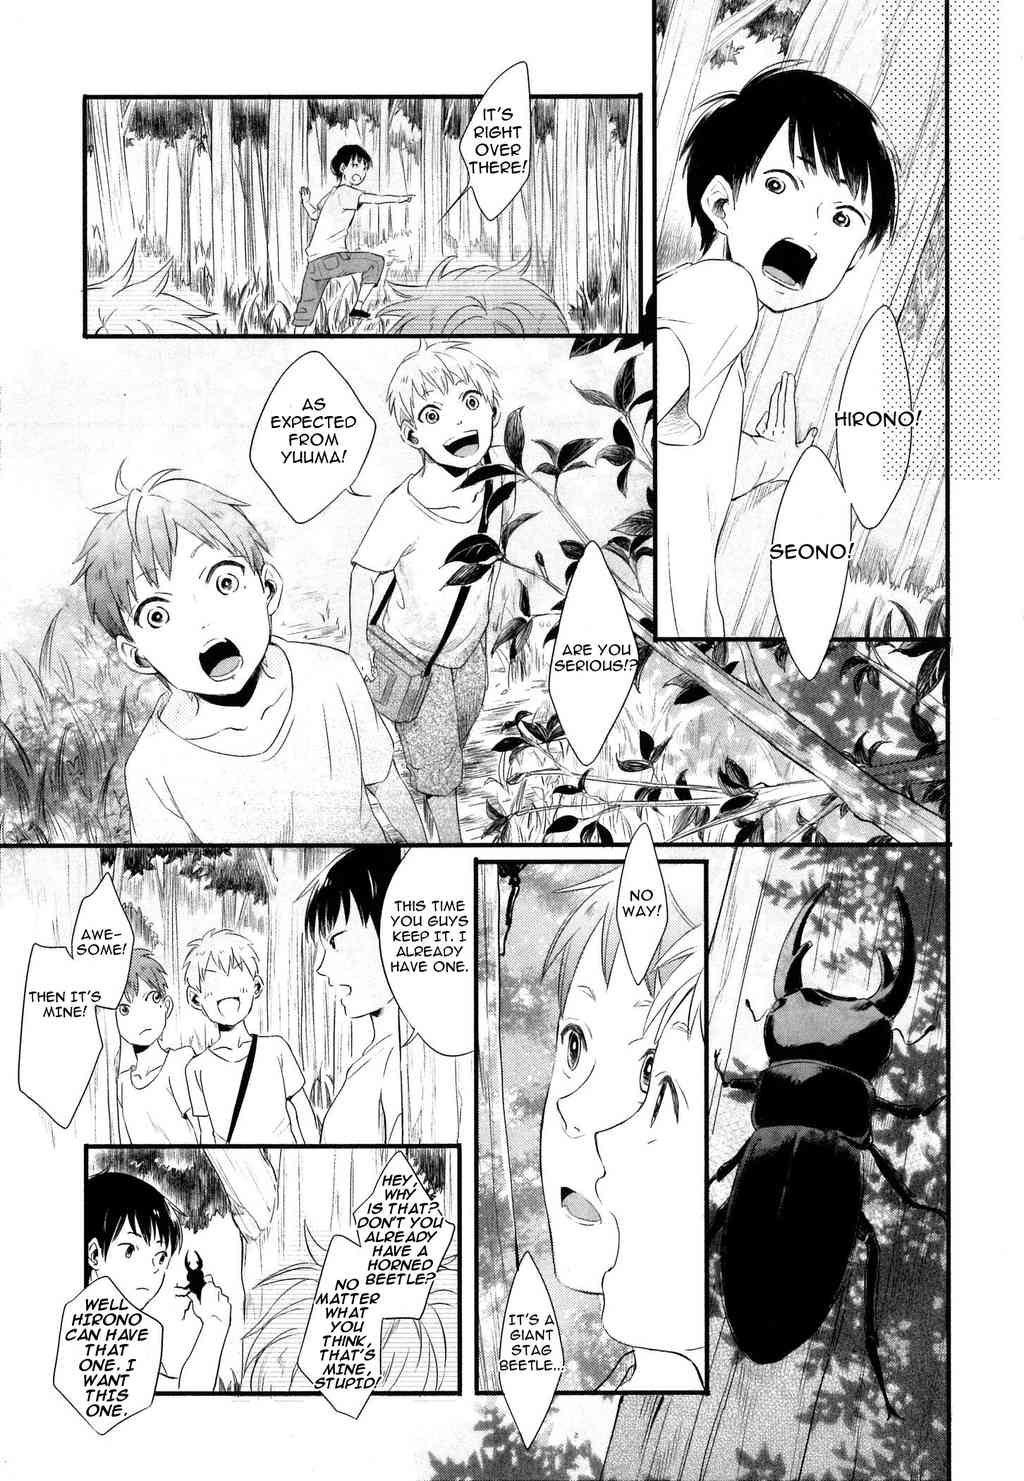 HIRONO!
SEONO!
IT'S
RIGHT
OVER
THERE!
AS
EXPECTED
FROM
YUUMA!
ARE YOU
SERIOUS!?
NO
WAY!
IT'S A
GIANT
STAG
BEETLE...
THIS TIME
YOU GUYS
KEEP IT. I
ALREADY
HAVE ONE.
AWE-
SOME!
THEN IT'S
MINE!
HEY,
WHY
IS THAT?
DON'T YOU
ALREADY
HAVE A
HORNED
BEETLE?
NO
MATTER
WHAT
YOU
THINK,
THAT'S
MINE,
STUPID!
WELL
HIRONO
CAN HAVE
THAT
ONE. I
WANT
THIS
ONE.